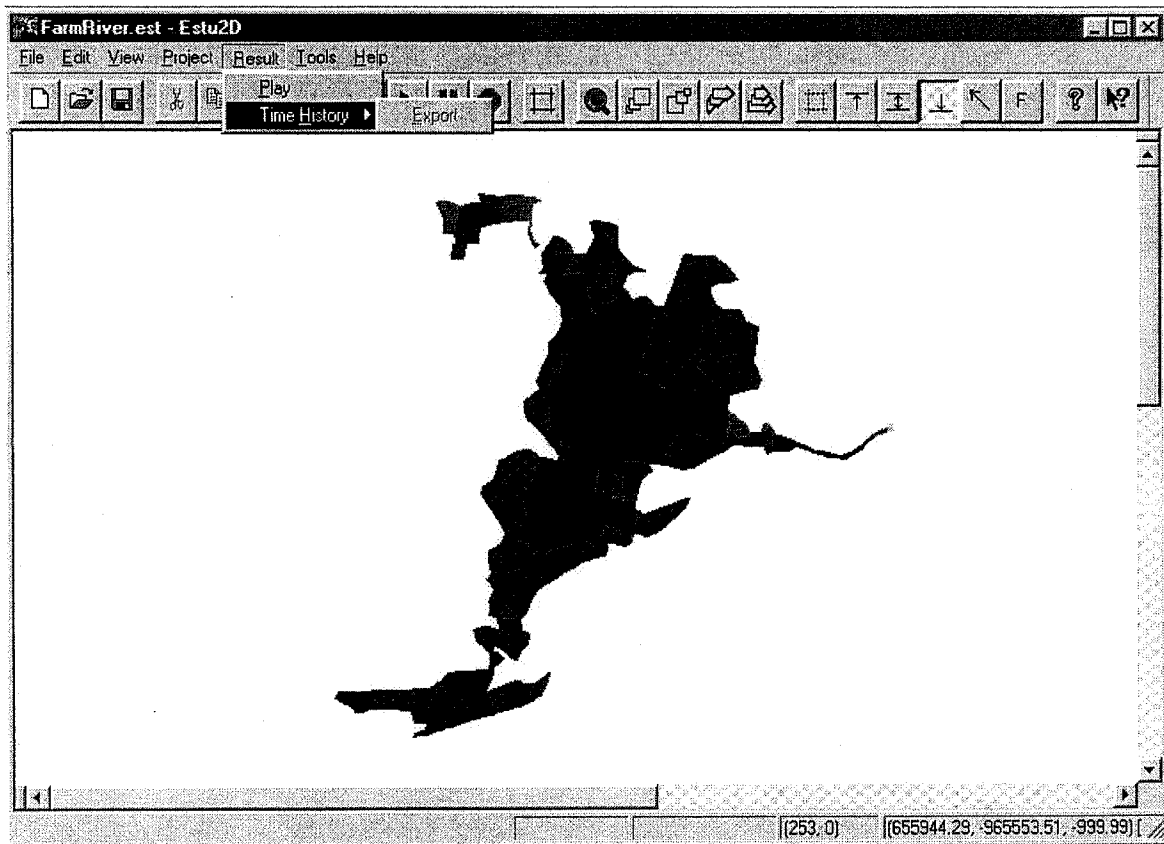 FarmRiver.est - Estu2D
File Edit View Project Result Tools Help
Play
Time History Export
F
(253, 0) (655944.29, -965553.51, -999.99) [